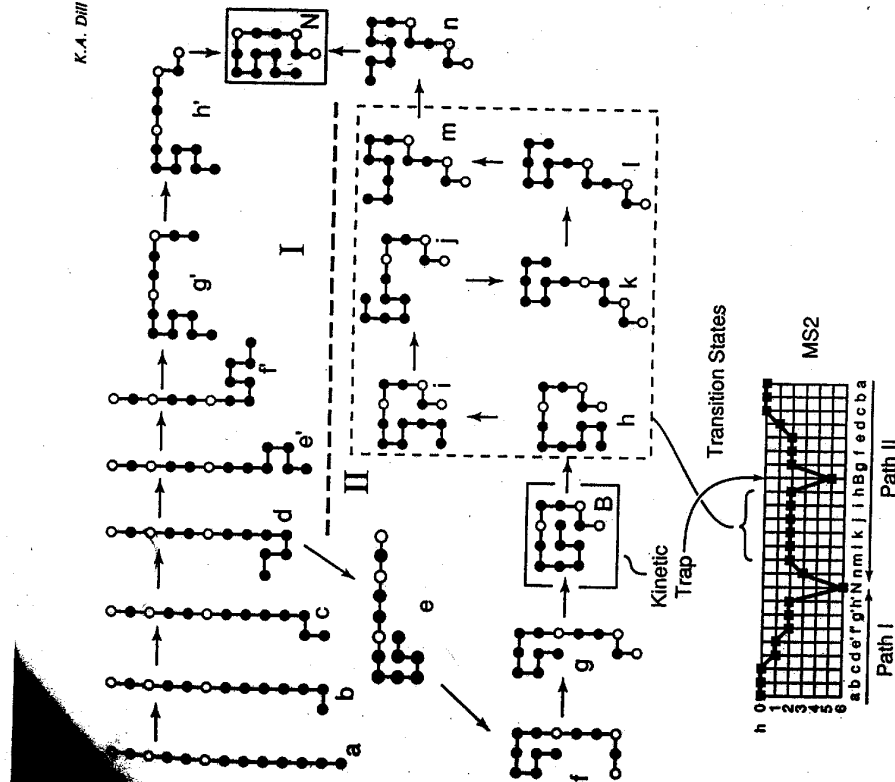 K.A. Dill
a
b
c
d
e'
f'
g'
h'
N
I
II
e
f
g
B
h
i
j
k
l
m
n
Kinetic
Trap
Transition States
MS2
h 0
1
2
3
4
5
6
a b c d e' f' g' h' N n m l k j i h B g f e d c b a
Path I
Path II